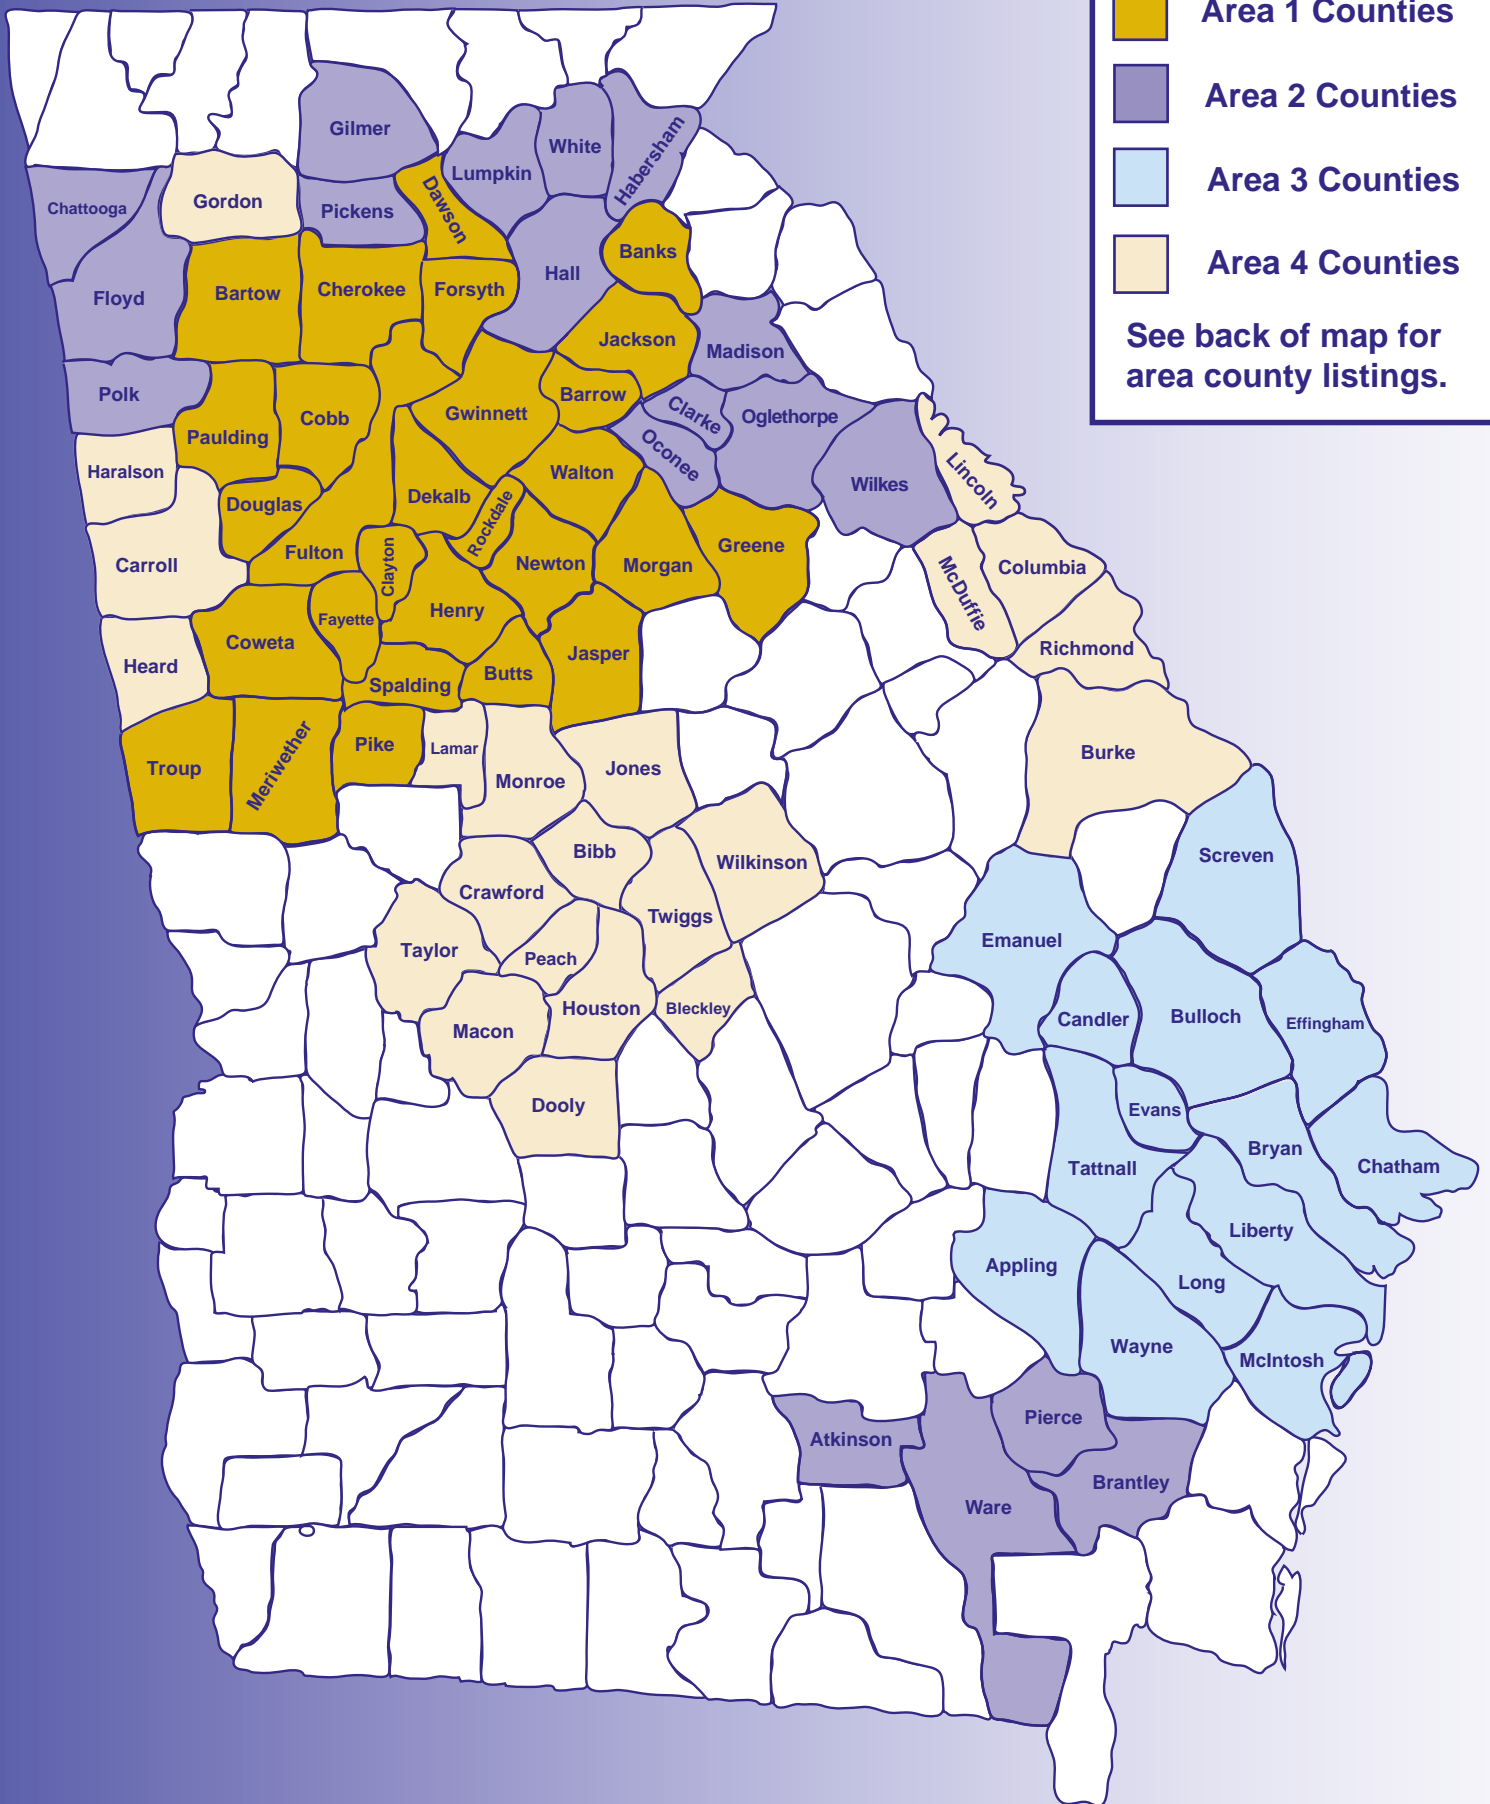 Area 1 Counties
Area 2 Counties
Area 3 Counties
Area 4 Counties
See back of map for
area county listings.
Gilmer
White
Habersham
Lumpkin
Chattooga
Gordon
Pickens
Dawson
Banks
Hall
Floyd
Bartow
Cherokee
Forsyth
Jackson
Madison
Polk
Barrow
Clarke
Oglethorpe
Gwinnett
Cobb
Paulding
Oconee
Haralson
Walton
Wilkes
Lincoln
Douglas
Dekalb
Rockdale
Carroll
Fulton
Clayton
Newton
Morgan
Greene
McDuffie
Columbia
Fayette
Henry
Coweta
Heard
Spalding
Butts
Jasper
Richmond
Troup
Meriwether
Pike
Lamar
Monroe
Jones
Burke
Bibb
Wilkinson
Screven
Crawford
Twiggs
Taylor
Peach
Emanuel
Macon
Houston
Bleckley
Candler
Bulloch
Effingham
Dooly
Evans
Bryan
Tattnall
Chatham
Liberty
Appling
Long
Wayne
McIntosh
Pierce
Atkinson
Brantley
Ware